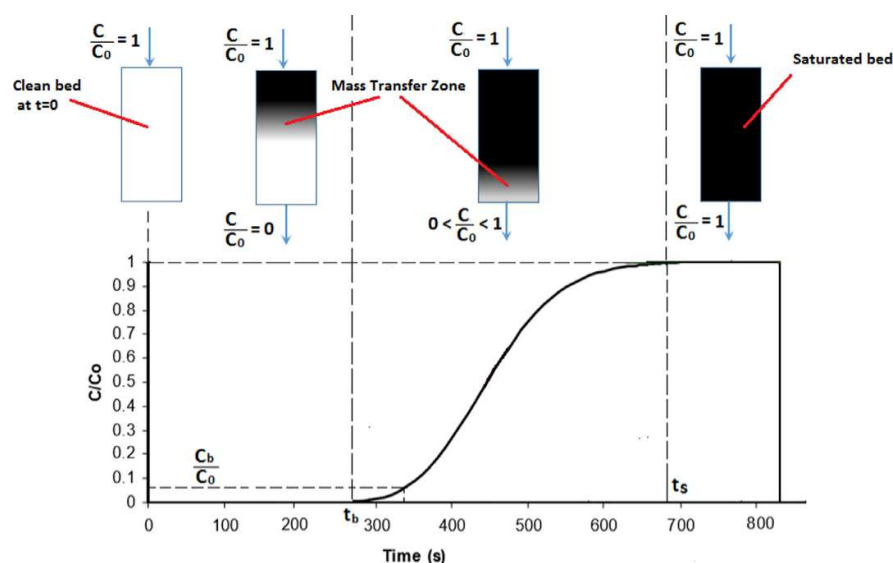 C/C₀ = 1
C/C₀ = 1
C/C₀ = 1
C/C₀ = 1
Clean bed
at t=0
Mass Transfer Zone
Saturated bed
C/C₀ = 0
0 < C/C₀ < 1
C/C₀ = 1
C/Co
1
0.9
0.8
0.7
0.6
0.5
0.4
0.3
0.2
0.1
0
Cb/C₀
tb
tS
0 100 200 300 400 500 600 700 800
Time (s)